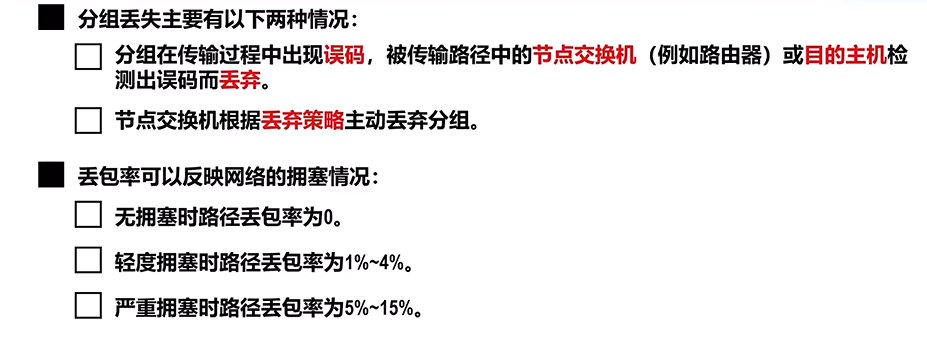 分组丢失主要有以下两种情况：
分组在传输过程中出现误码，被传输路径中的节点交换机（例如路由器）或目的主机检
测出误码而丢弃。
节点交换机根据丢弃策略主动丢弃分组。
丢包率可以反映网络的拥塞情况：
无拥塞时路径丢包率为0。
轻度拥塞时路径丢包率为1%~4%。
严重拥塞时路径丢包率为5%~15%。